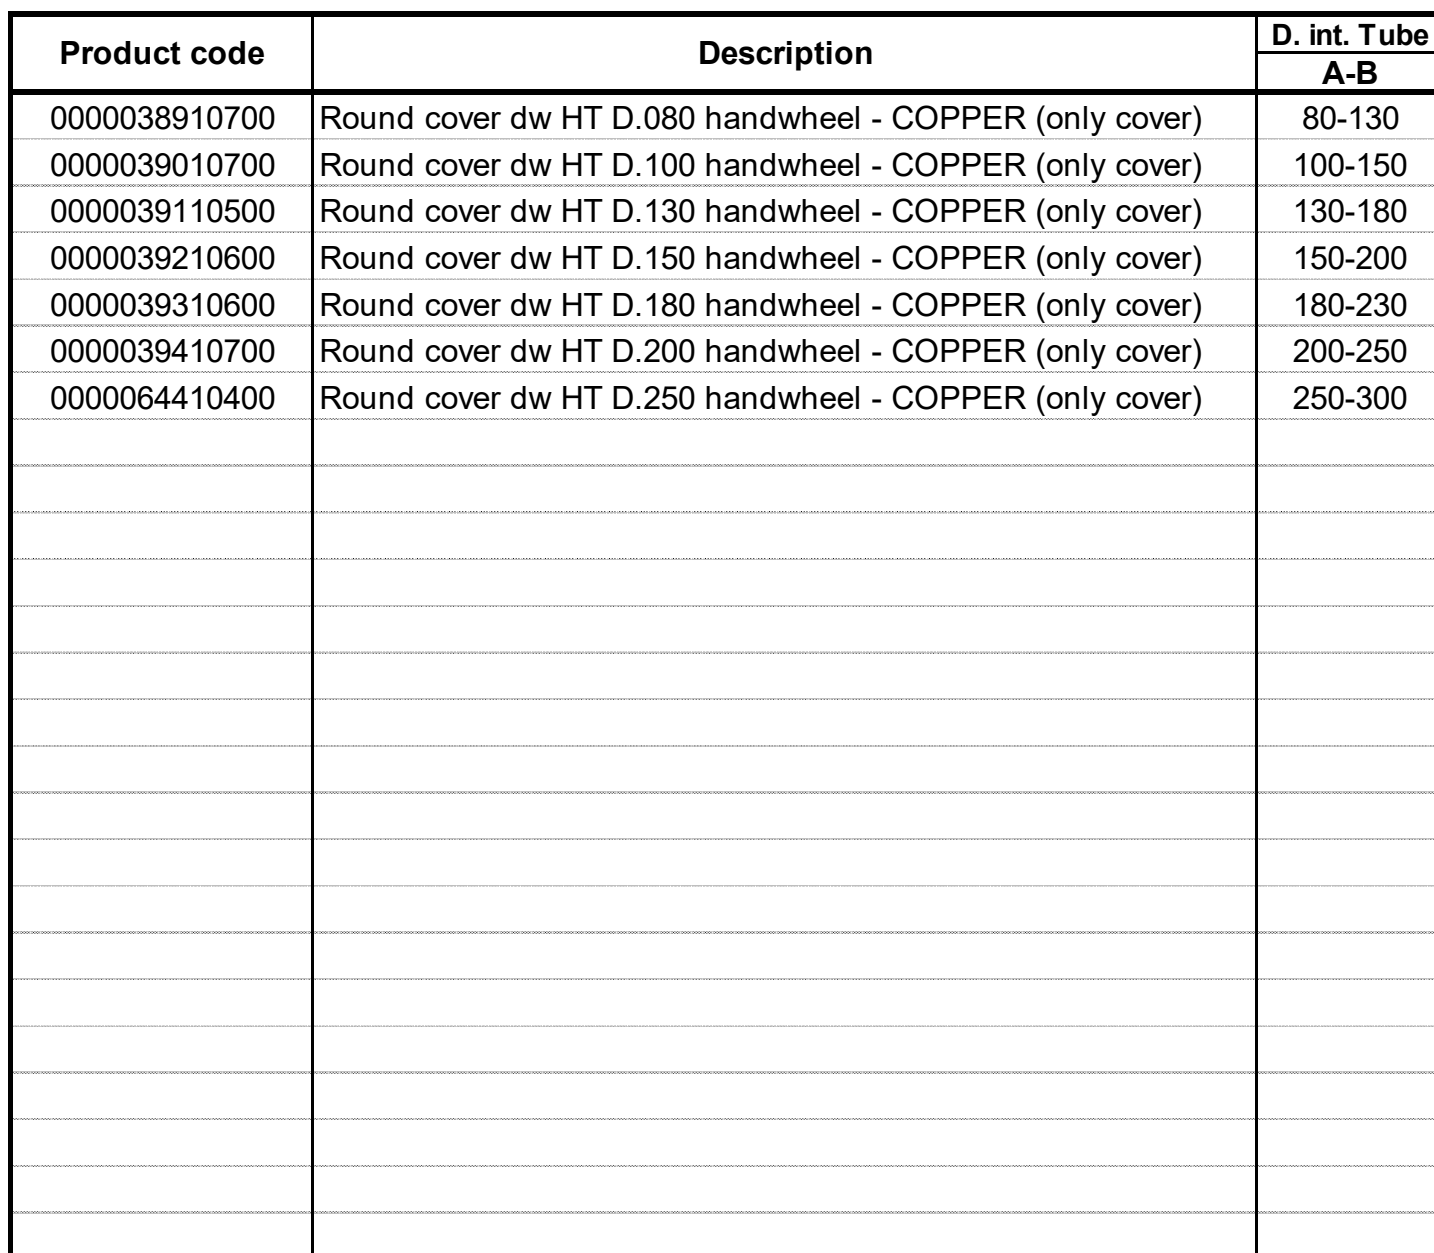 Product code Description D. int. Tube
A-B
0000038910700 Round cover dw HT D.080 handwheel - COPPER (only cover) 80-130
0000039010700 Round cover dw HT D.100 handwheel - COPPER (only cover) 100-150
0000039110500 Round cover dw HT D.130 handwheel - COPPER (only cover) 130-180
0000039210600 Round cover dw HT D.150 handwheel - COPPER (only cover) 150-200
0000039310600 Round cover dw HT D.180 handwheel - COPPER (only cover) 180-230
0000039410700 Round cover dw HT D.200 handwheel - COPPER (only cover) 200-250
0000064410400 Round cover dw HT D.250 handwheel - COPPER (only cover) 250-300